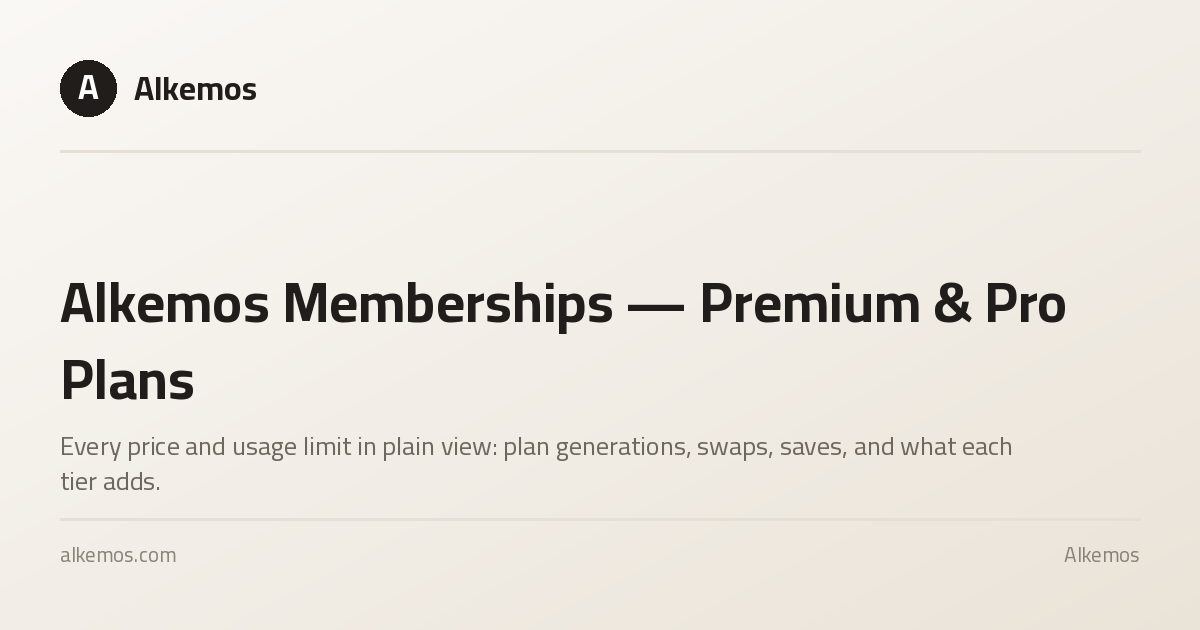 A Alkemos
Alkemos Memberships — Premium & Pro
Plans
Every price and usage limit in plain view: plan generations, swaps, saves, and what each
tier adds.
alkemos.com Alkemos